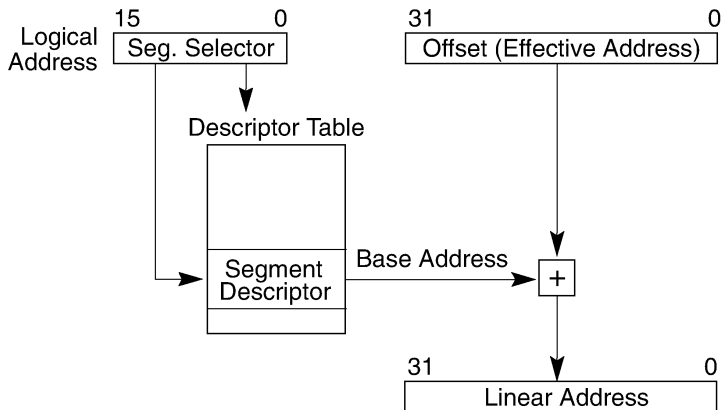 15 0 31 0
Logical Address
Seg. Selector
Offset (Effective Address)
Descriptor Table
Segment Descriptor
Base Address
+
31 0
Linear Address